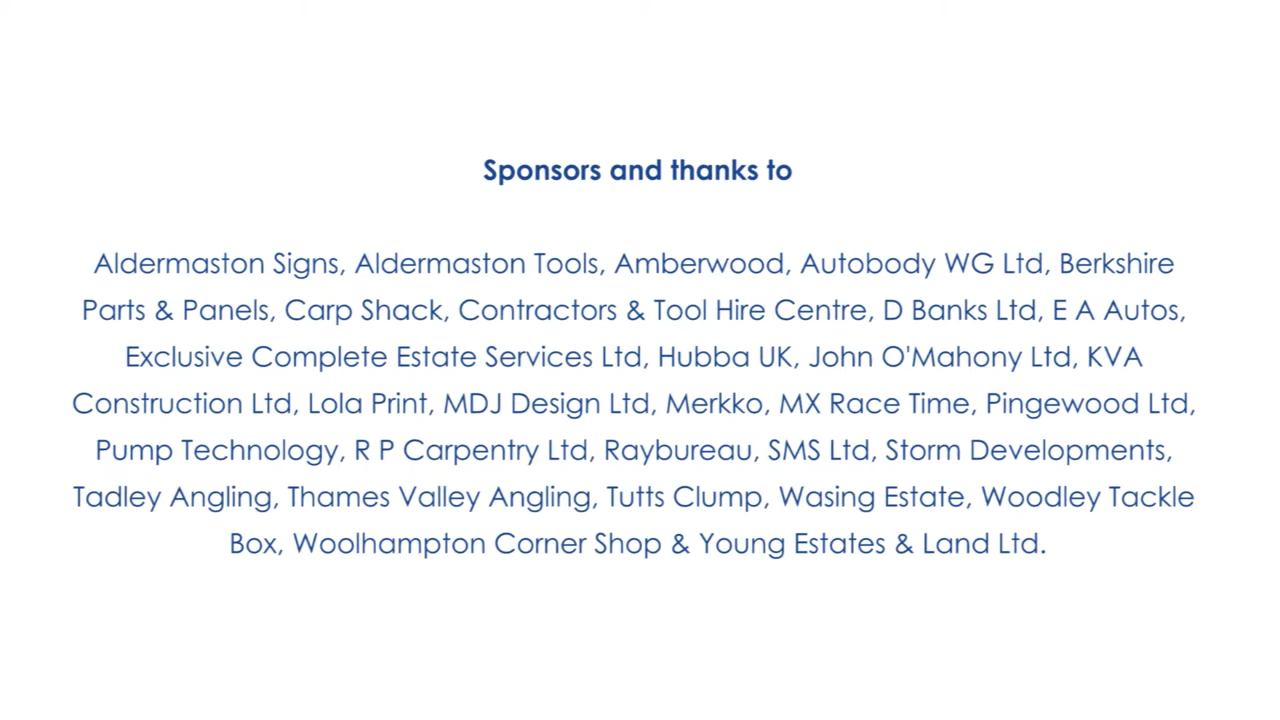 Sponsors and thanks to
Aldermaston Signs, Aldermaston Tools, Amberwood, Autobody WG Ltd, Berkshire
Parts & Panels, Carp Shack, Contractors & Tool Hire Centre, D Banks Ltd, E A Autos,
Exclusive Complete Estate Services Ltd, Hubba UK, John O'Mahony Ltd, KVA
Construction Ltd, Lola Print, MDJ Design Ltd, Merkko, MX Race Time, Pingewood Ltd,
Pump Technology, R P Carpentry Ltd, Raybureau, SMS Ltd, Storm Developments,
Tadley Angling, Thames Valley Angling, Tutts Clump, Wasing Estate, Woodley Tackle
Box, Woolhampton Corner Shop & Young Estates & Land Ltd.